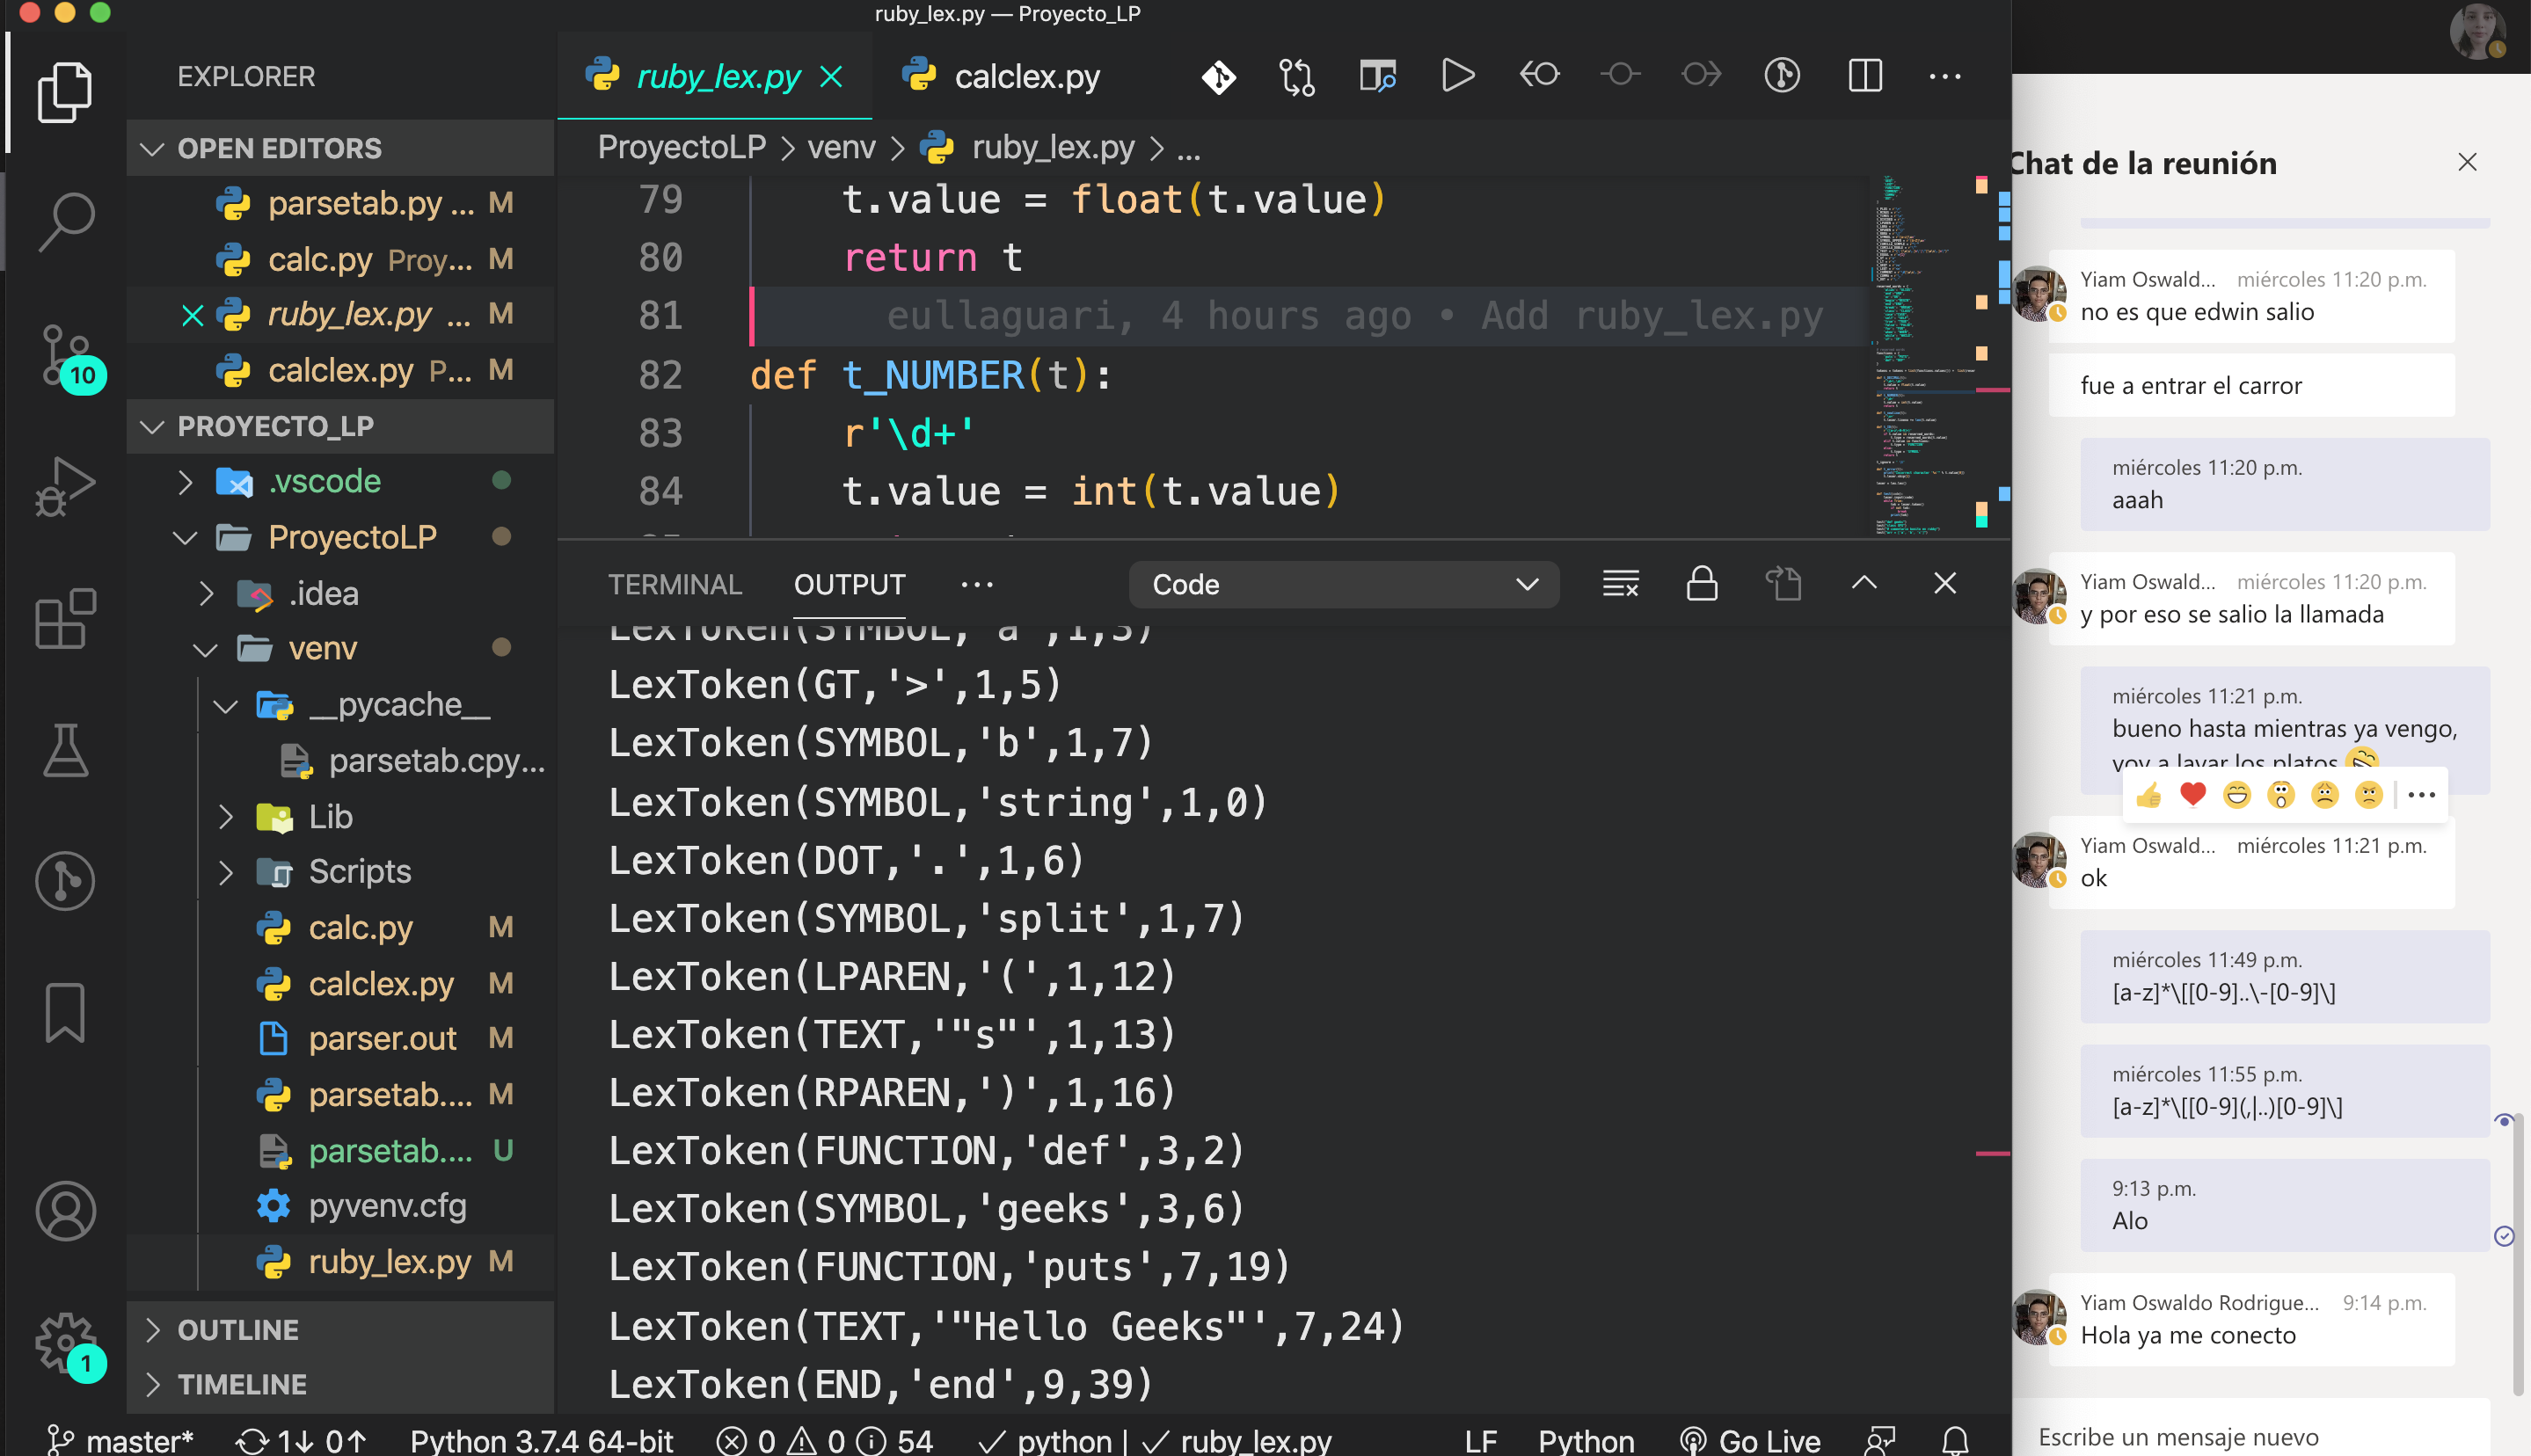 ruby_lex.py — Proyecto_LP
EXPLORER
OPEN EDITORS
parsetab.py ... M
calc.py Proy... M
ruby_lex.py ... M
calclex.py P... M
PROYECTO_LP
.vscode
ProyectoLP
.idea
venv
__pycache__
parsetab.cpy...
Lib
Scripts
calc.py M
calclex.py M
parser.out M
parsetab.... M
parsetab.... U
pyvenv.cfg
ruby_lex.py M
OUTLINE
TIMELINE
10
1
ruby_lex.py
calclex.py
ProyectoLP > venv > ruby_lex.py > ...
79 t.value = float(t.value)
80 return t
81 eullaguari, 4 hours ago • Add ruby_lex.py
82 def t_NUMBER(t):
83 r'\d+'
84 t.value = int(t.value)
TERMINAL OUTPUT ... Code
LexToken(SYMBOL,'a',1,3)
LexToken(GT,'>',1,5)
LexToken(SYMBOL,'b',1,7)
LexToken(SYMBOL,'string',1,0)
LexToken(DOT,'.',1,6)
LexToken(SYMBOL,'split',1,7)
LexToken(LPAREN,'(',1,12)
LexToken(TEXT,'"s"',1,13)
LexToken(RPAREN,')',1,16)
LexToken(FUNCTION,'def',3,2)
LexToken(SYMBOL,'geeks',3,6)
LexToken(FUNCTION,'puts',7,19)
LexToken(TEXT,'"Hello Geeks"',7,24)
LexToken(END,'end',9,39)
master* 1↓ 0↑ Python 3.7.4 64-bit 0 0 54 ✓ python | ✓ ruby_lex.py LF Python Go Live
Chat de la reunión
Yiam Oswald... miércoles 11:20 p.m.
no es que edwin salio
fue a entrar el carror
miércoles 11:20 p.m.
aaah
Yiam Oswald... miércoles 11:20 p.m.
y por eso se salio la llamada
miércoles 11:21 p.m.
bueno hasta mientras ya vengo,
voy a lavar los platos
Yiam Oswald... miércoles 11:21 p.m.
ok
miércoles 11:49 p.m.
[a-z]*\[[0-9]..\-[0-9]\]
miércoles 11:55 p.m.
[a-z]*\[[0-9](,|..)[0-9]\]
9:13 p.m.
Alo
Yiam Oswaldo Rodrigue... 9:14 p.m.
Hola ya me conecto
Escribe un mensaje nuevo